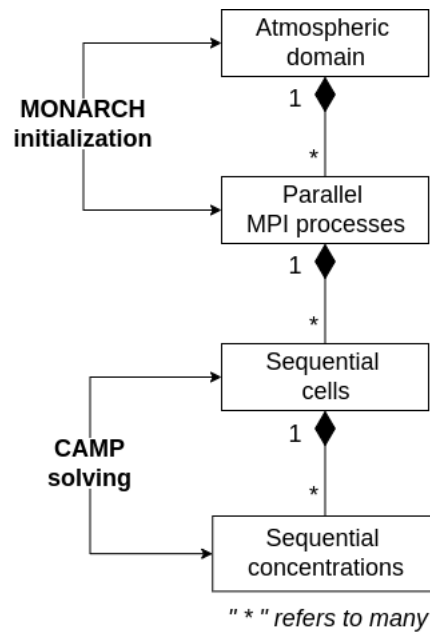 Atmospheric
domain
1
MONARCH
initialization
*
Parallel
MPI processes
1
*
Sequential
cells
1
CAMP
solving
*
Sequential
concentrations
" * " refers to many